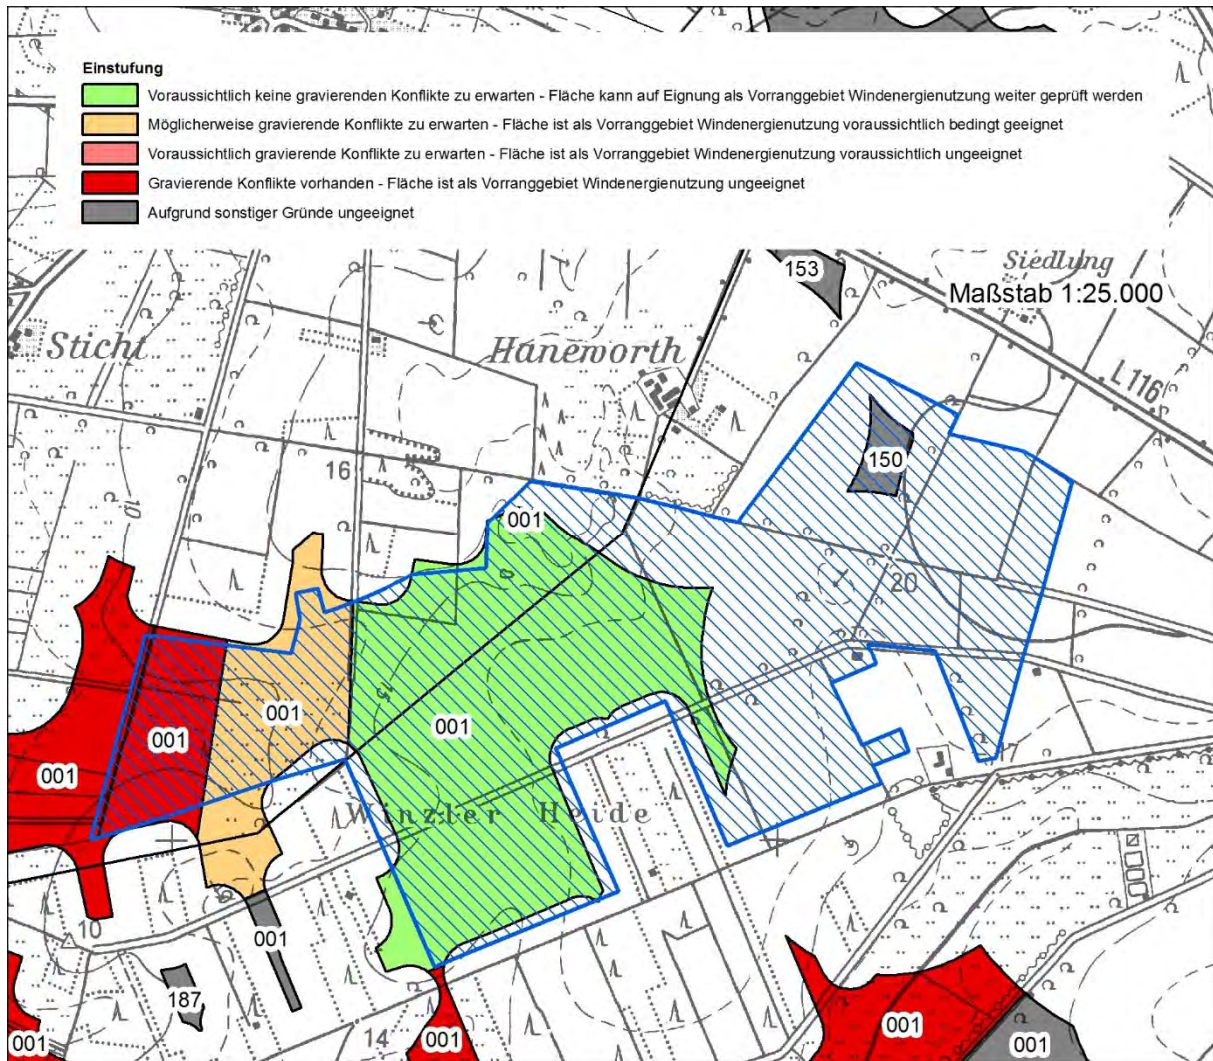 Einstufung
Voraussichtlich keine gravierenden Konflikte zu erwarten - Fläche kann auf Eignung als Vorranggebiet Windenergienutzung weiter geprüft werden
Möglicherweise gravierende Konflikte zu erwarten - Fläche ist als Vorranggebiet Windenergienutzung voraussichtlich bedingt geeignet
Voraussichtlich gravierende Konflikte zu erwarten - Fläche ist als Vorranggebiet Windenergienutzung voraussichtlich ungeeignet
Gravierende Konflikte vorhanden - Fläche ist als Vorranggebiet Windenergienutzung ungeeignet
Aufgrund sonstiger Gründe ungeeignet
153
Siedlung
Maßstab 1:25.000
Sticht
Haneworth
L 116
16
150
10
001
20
15
001
001
001
001
17
Winzler Heide
10
001
187
14
001
001
001
001